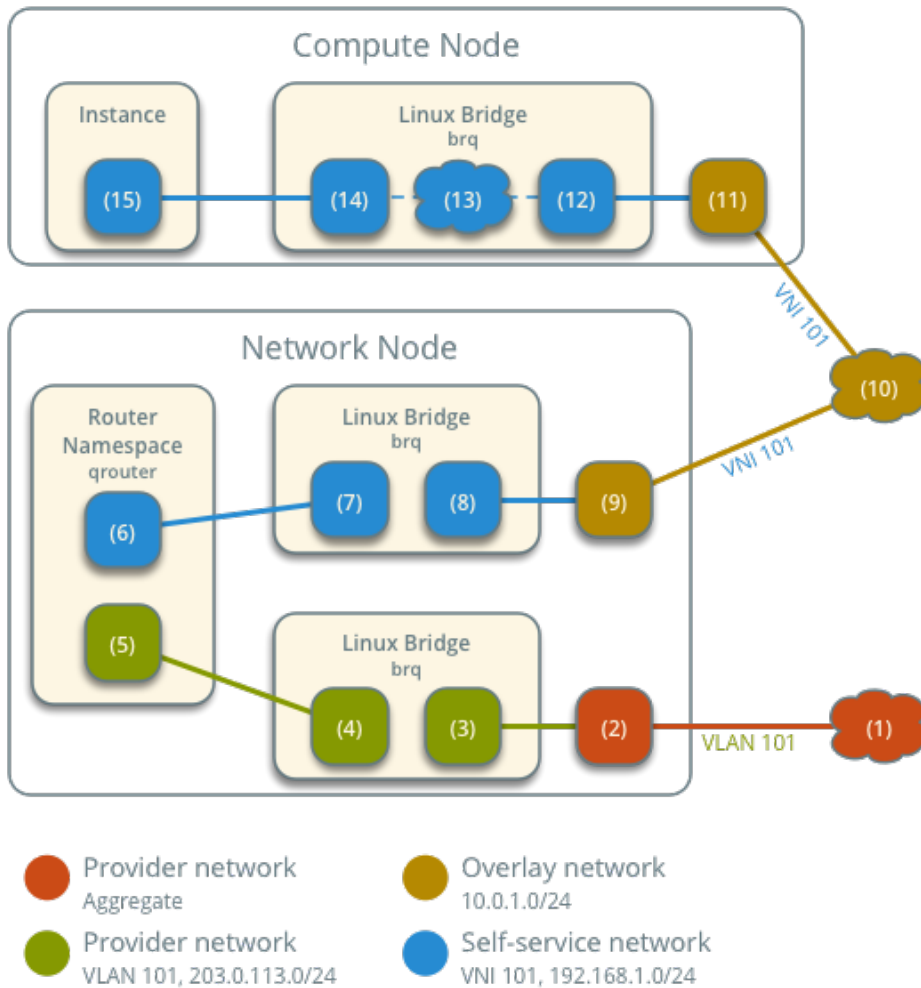 Compute Node
Instance
Linux Bridge
brq
(15)
(14)
(13)
(12)
(11)
VNI 101
(10)
Network Node
Router
Namespace
qrouter
Linux Bridge
brq
(6)
(7)
(8)
(9)
VNI 101
(5)
Linux Bridge
brq
(4)
(3)
(2)
VLAN 101
(1)
Provider network
Aggregate
Overlay network
10.0.1.0/24
Provider network
VLAN 101, 203.0.113.0/24
Self-service network
VNI 101, 192.168.1.0/24